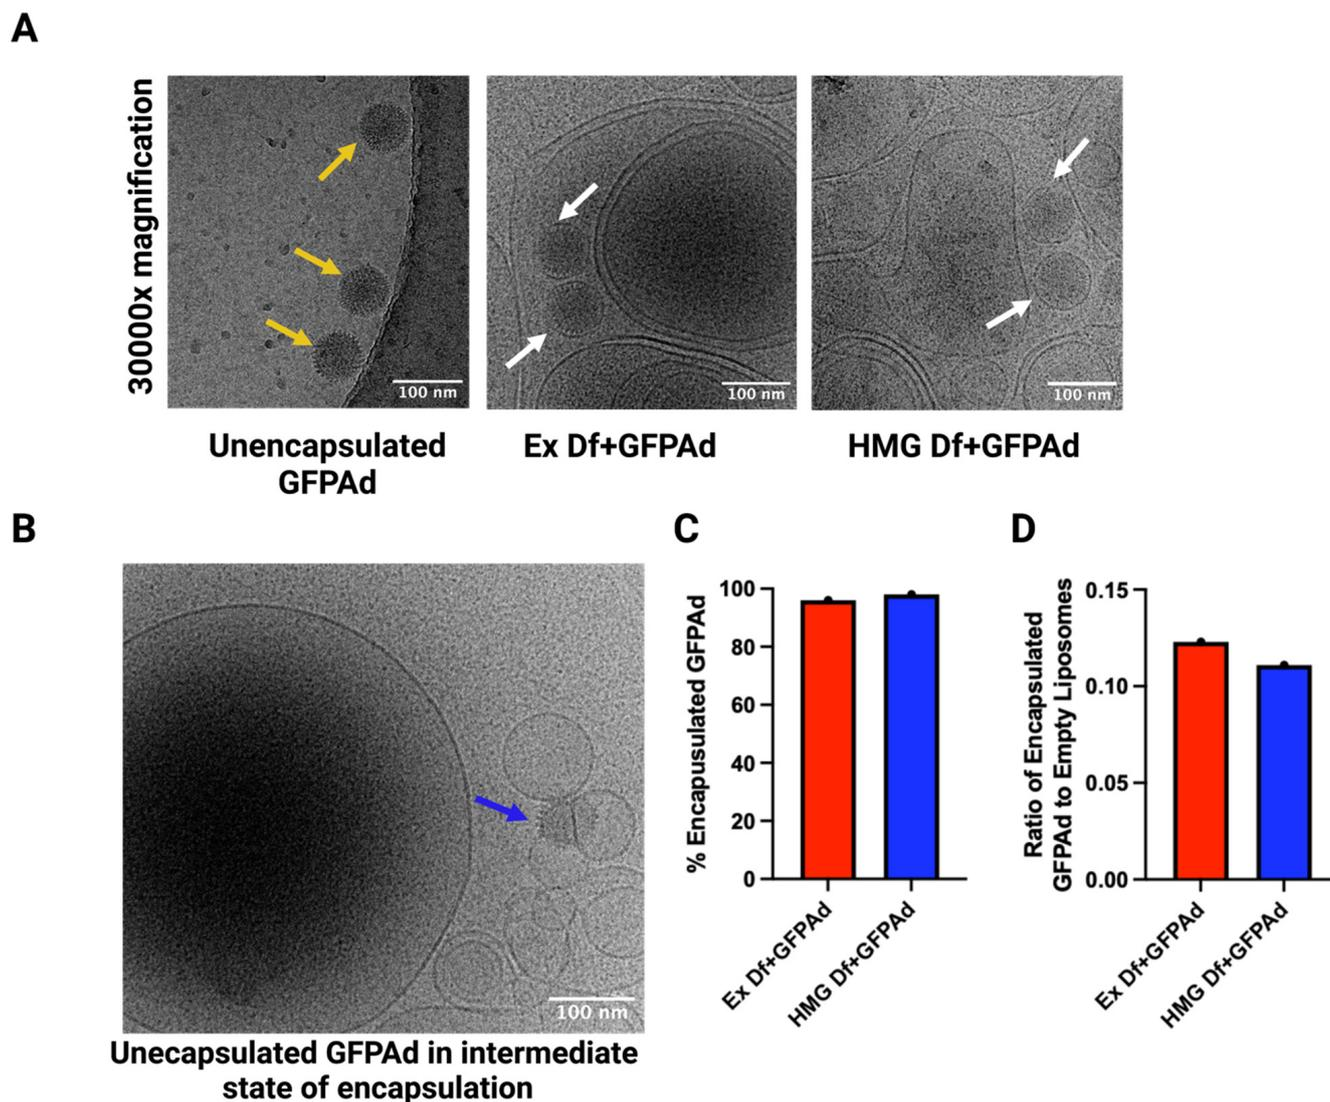 A
30000x magnification
100 nm
100 nm
100 nm
Unencapsulated
GFPAd
Ex Df+GFPAd
HMG Df+GFPAd
B
100 nm
Unecapsulated GFPAd in intermediate
state of encapsulation
C
% Encapusulated GFPAd
100
80
60
40
20
0
Ex Df+GFPAd
HMG Df+GFPAd
D
Ratio of Encapsulated
GFPAd to Empty Liposomes
0.15
0.10
0.05
0.00
Ex Df+GFPAd
HMG Df+GFPAd